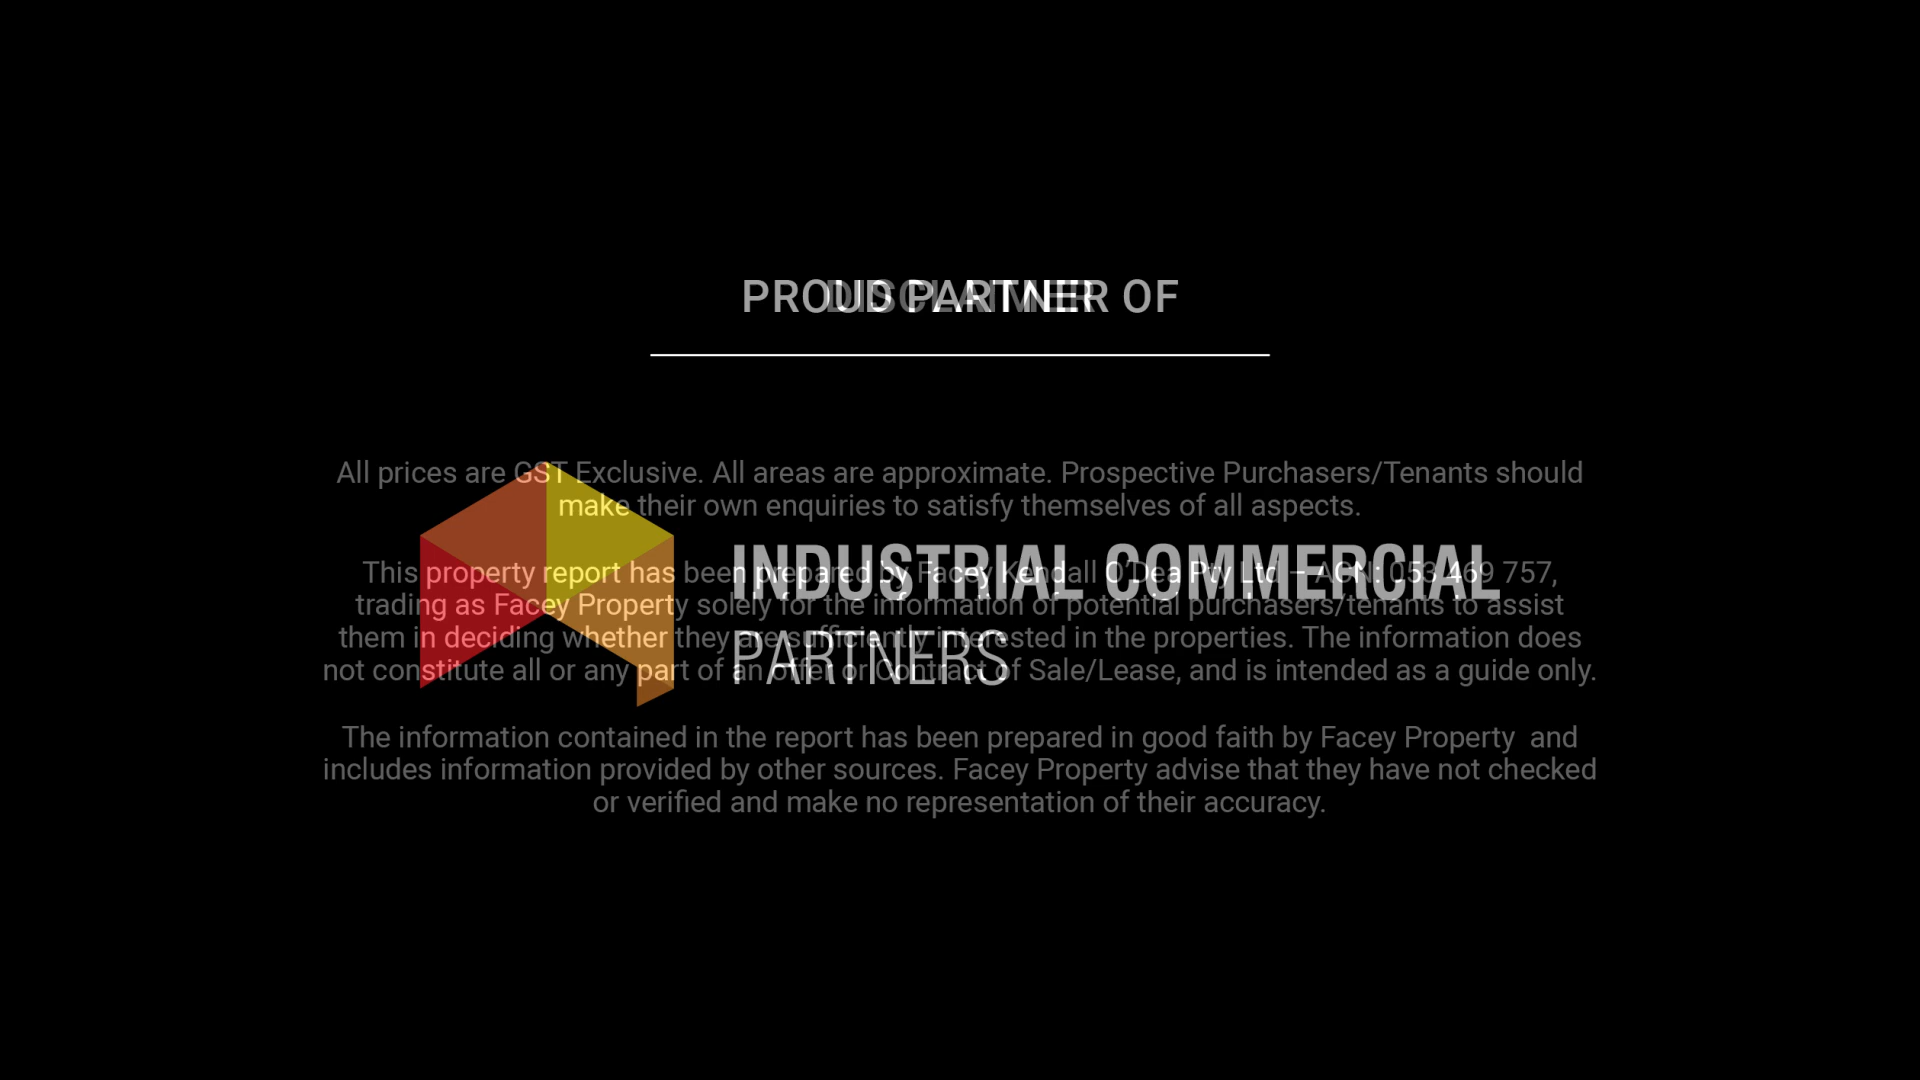 PROUD PARTNER OF
DISCLAIMER
All prices are GST Exclusive. All areas are approximate. Prospective Purchasers/Tenants should
make their own enquiries to satisfy themselves of all aspects.
INDUSTRIAL COMMERCIAL
PARTNERS
This property report has been prepared by Facey Kendall O'Dea Pty Ltd – ACN: 053 469 757,
trading as Facey Property solely for the information of potential purchasers/tenants to assist
them in deciding whether they are sufficiently interested in the properties. The information does
not constitute all or any part of an offer or Contract of Sale/Lease, and is intended as a guide only.
The information contained in the report has been prepared in good faith by Facey Property  and
includes information provided by other sources. Facey Property advise that they have not checked
or verified and make no representation of their accuracy.